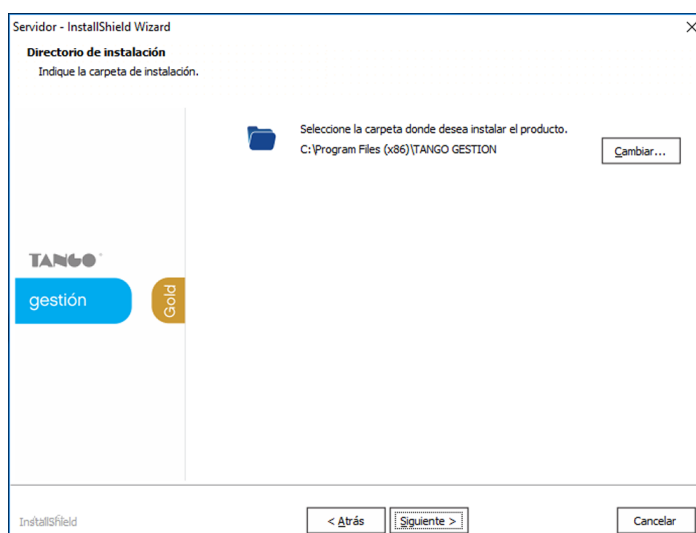 Servidor - InstallShield Wizard
Directorio de instalación
Indique la carpeta de instalación.
Seleccione la carpeta donde desea instalar el producto.
C:\Program Files (x86)\TANGO GESTION
Cambiar...
TANGO
gestión
Gold
InstallShield
< Atrás
Siguiente >
Cancelar